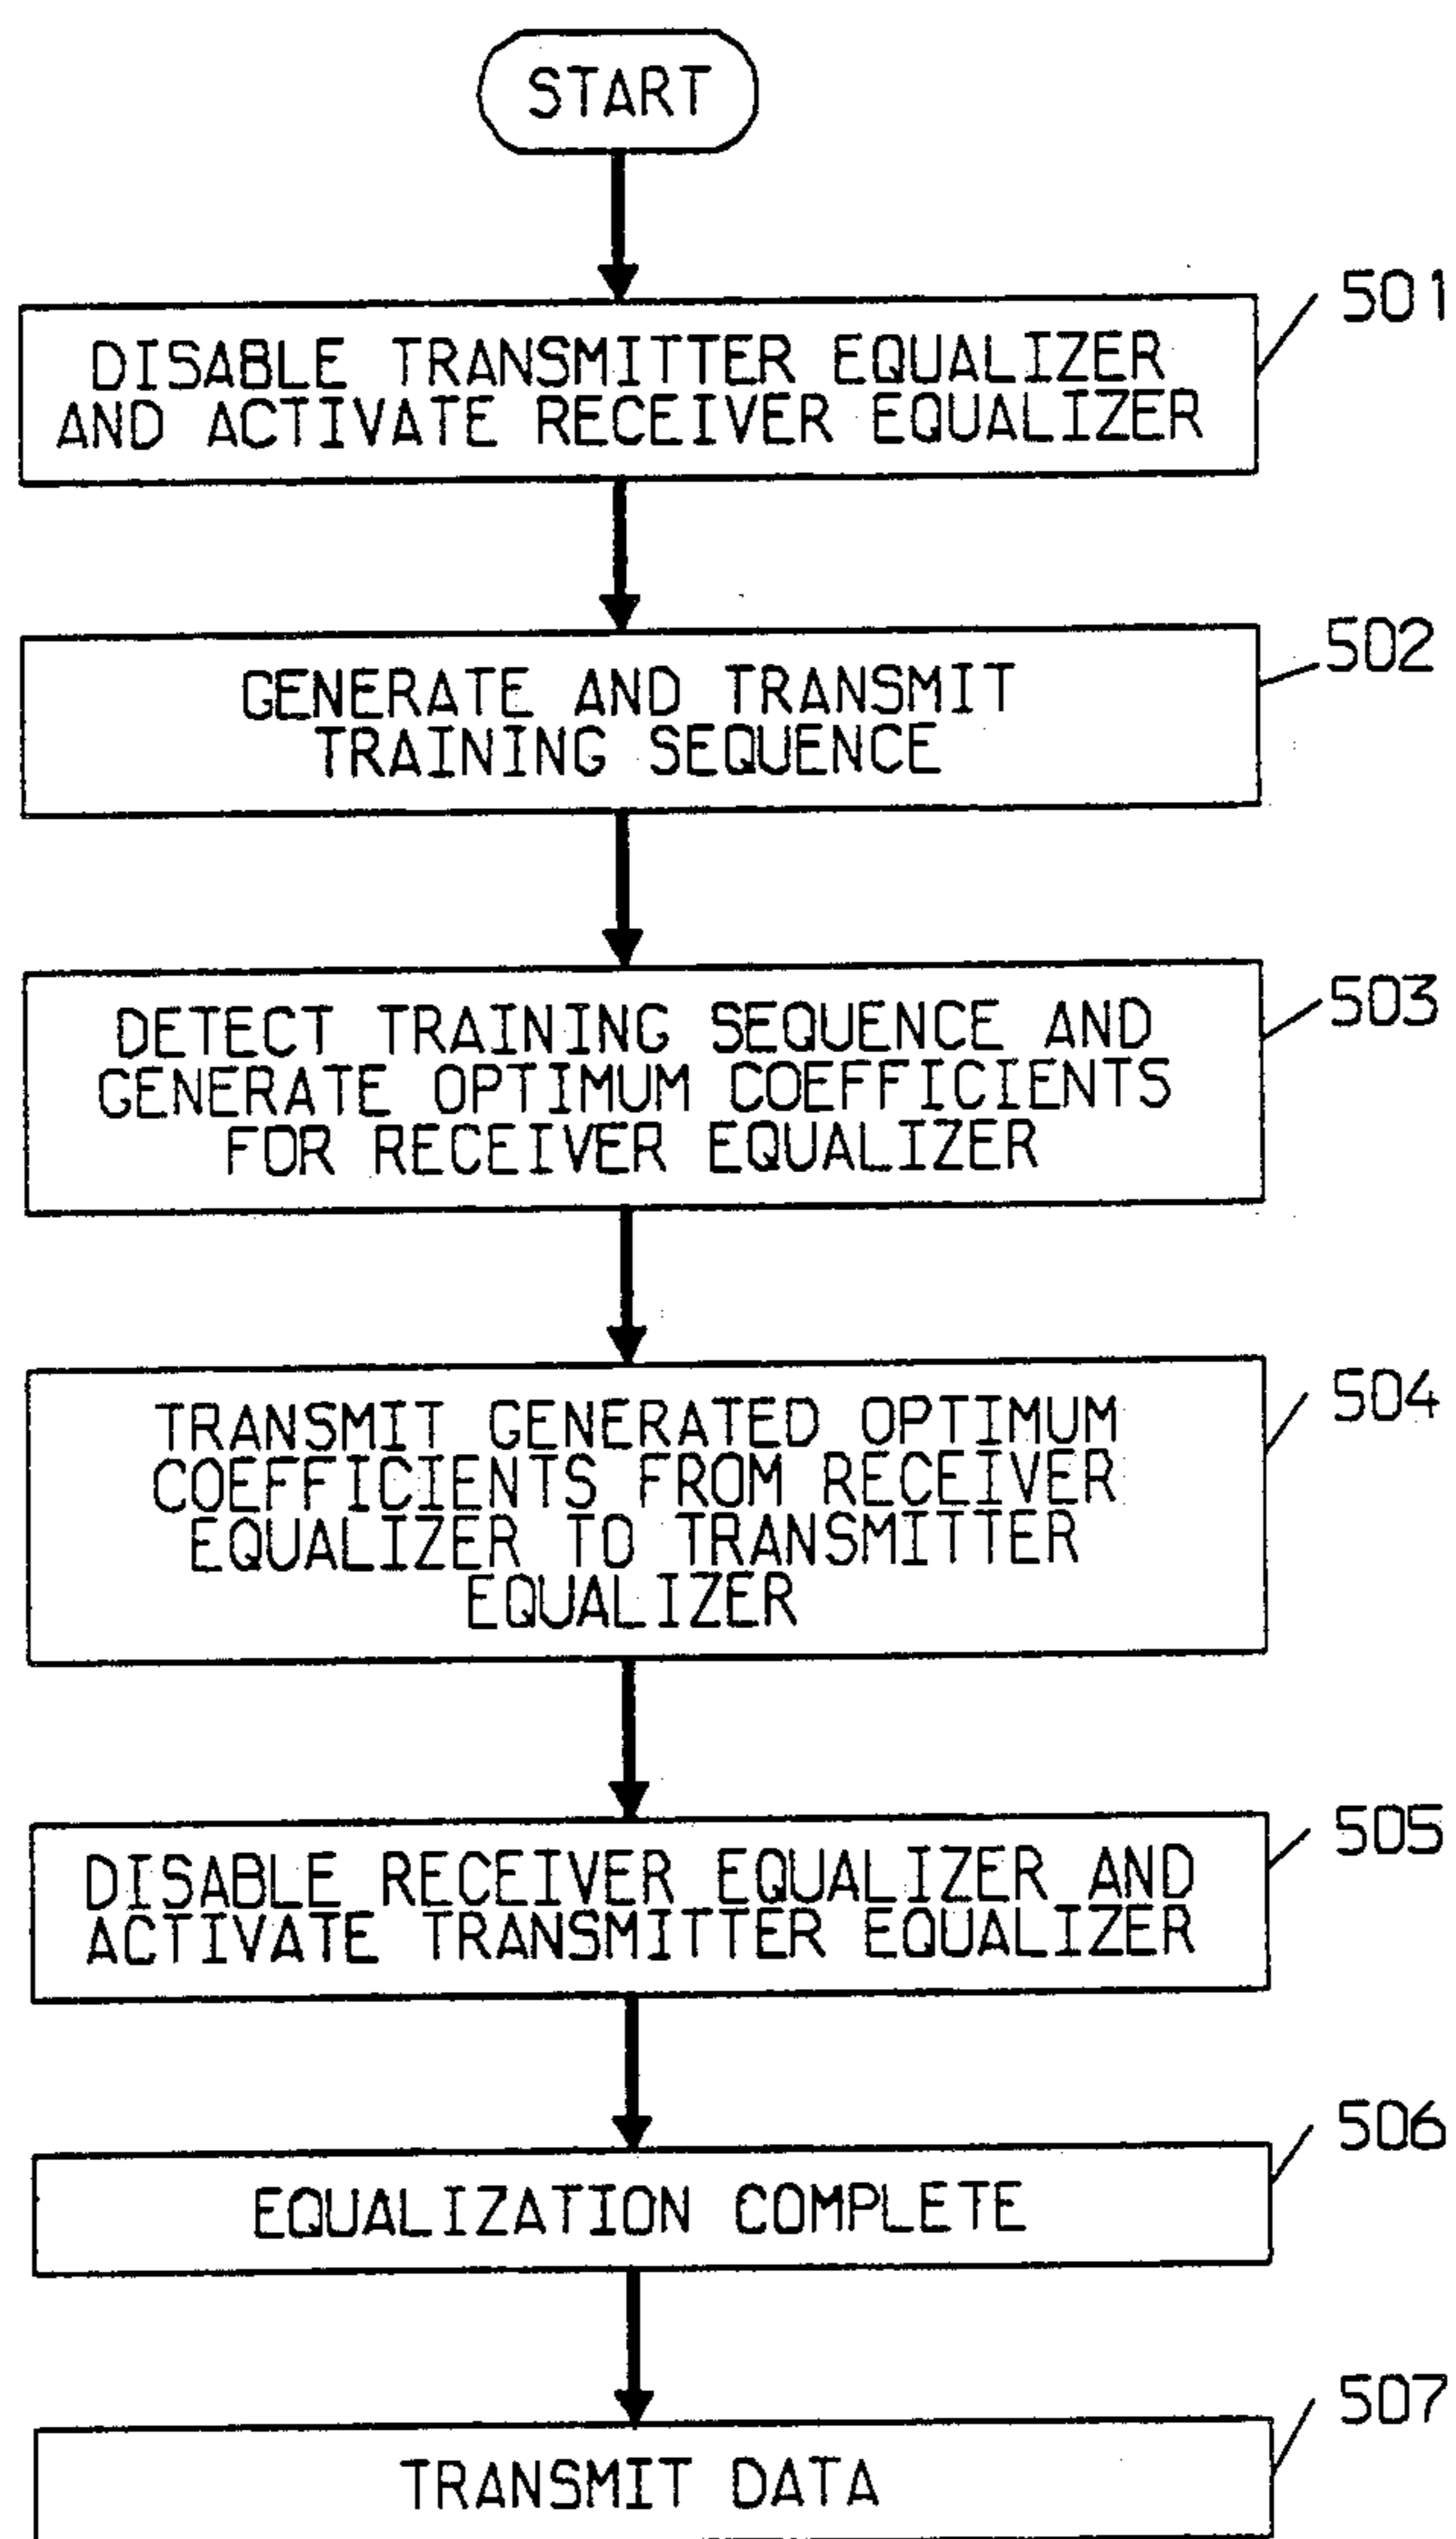 START
501
DISABLE TRANSMITTER EQUALIZER
AND ACTIVATE RECEIVER EQUALIZER
502
GENERATE AND TRANSMIT
TRAINING SEQUENCE
503
DETECT TRAINING SEQUENCE AND
GENERATE OPTIMUM COEFFICIENTS
FOR RECEIVER EQUALIZER
504
TRANSMIT GENERATED OPTIMUM
COEFFICIENTS FROM RECEIVER
EQUALIZER TO TRANSMITTER
EQUALIZER
505
DISABLE RECEIVER EQUALIZER AND
ACTIVATE TRANSMITTER EQUALIZER
506
EQUALIZATION COMPLETE
507
TRANSMIT DATA